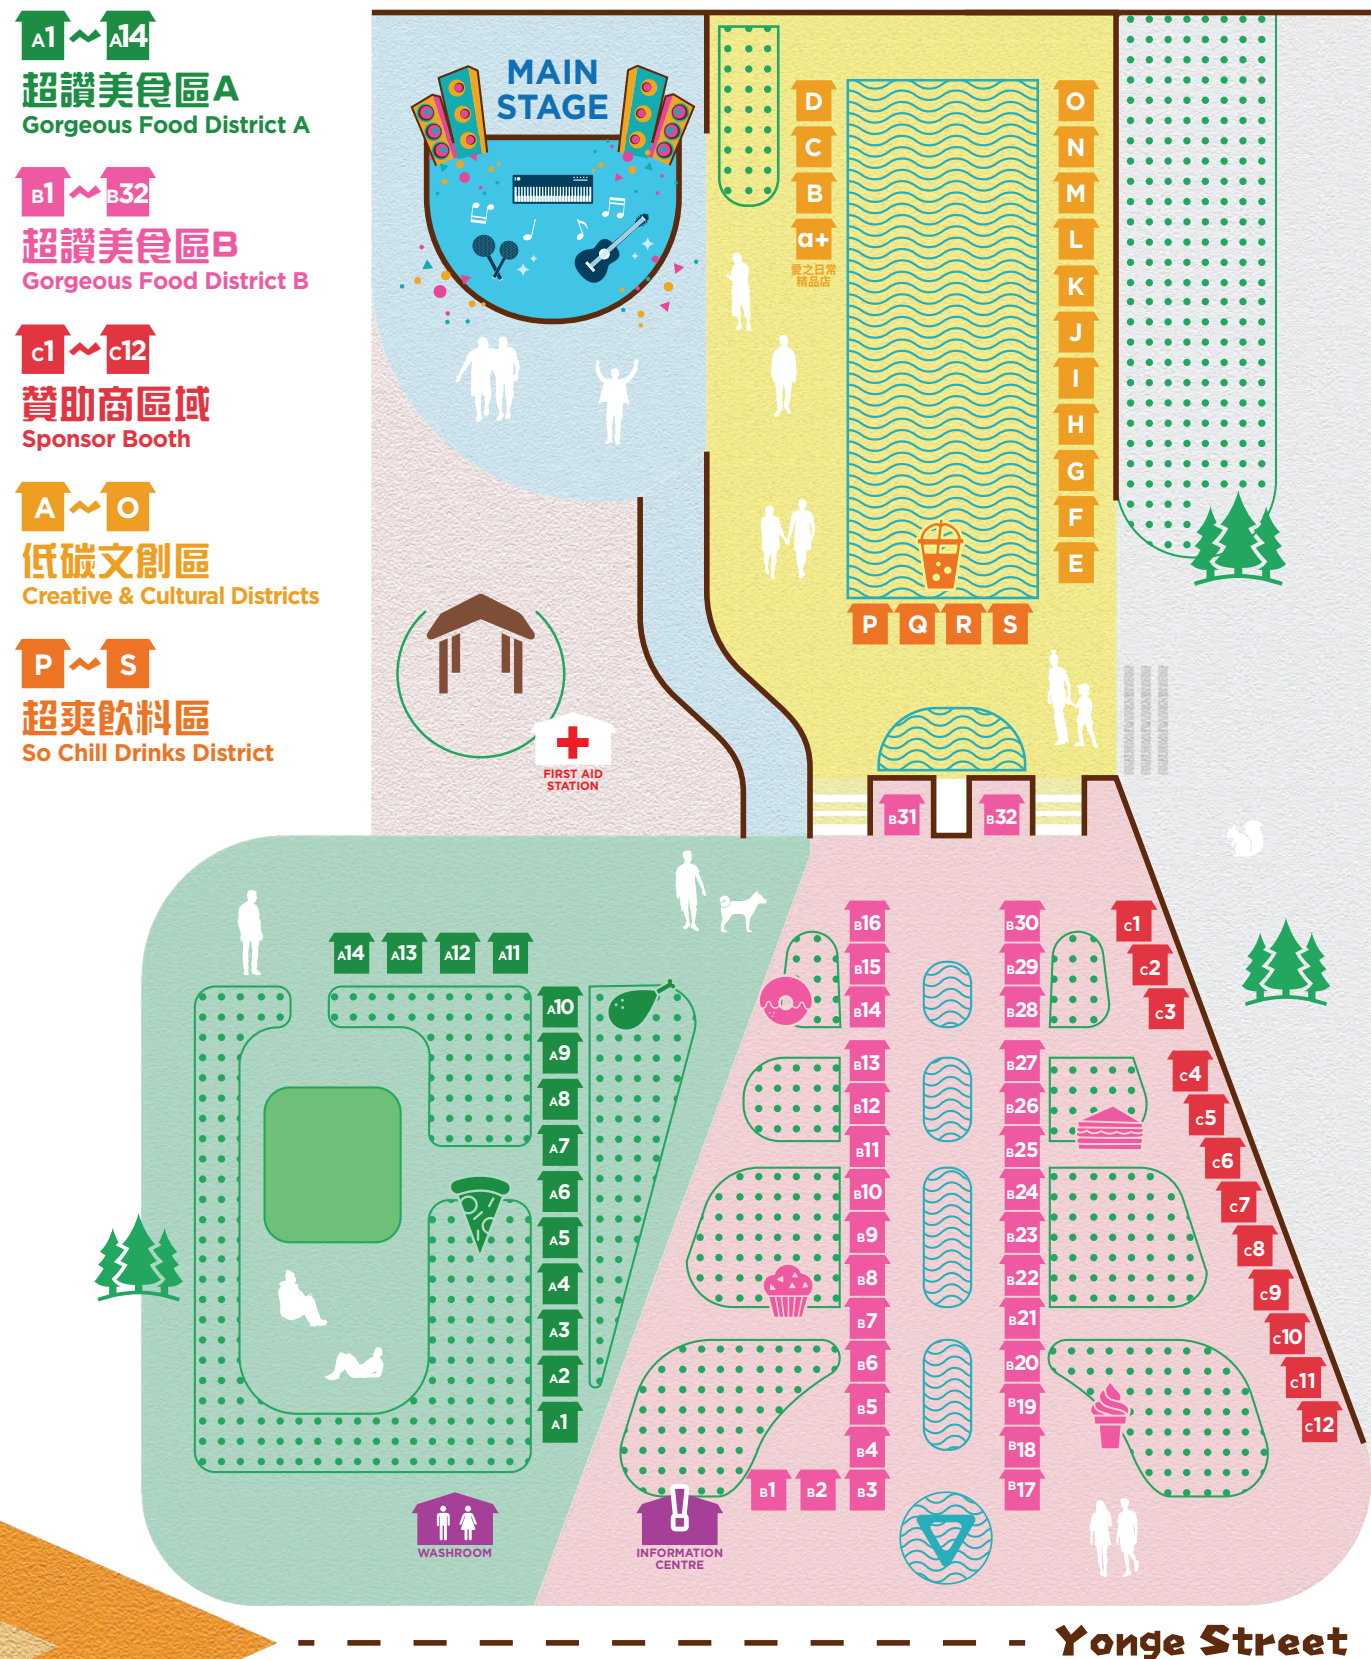 A1 ~ A14
超讚美食區A
Gorgeous Food District A
B1 ~ B32
超讚美食區B
Gorgeous Food District B
C1 ~ C12
贊助商區域
Sponsor Booth
A ~ O
低碳文創區
Creative & Cultural Districts
P ~ S
超爽飲料區
So Chill Drinks District
MAIN
STAGE
D
C
B
a+
愛之日常
精品店
O
N
M
L
K
J
I
H
G
F
E
P Q R S
FIRST AID
STATION
B31 B32
A14 A13 A12 A11
A10
A9
A8
A7
A6
A5
A4
A3
A2
A1
B16
B15
B14
B13
B12
B11
B10
B9
B8
B7
B6
B5
B4
B1 B2 B3
B30
B29
B28
B27
B26
B25
B24
B23
B22
B21
B20
B19
B18
B17
C1
C2
C3
C4
C5
C6
C7
C8
C9
C10
C11
C12
WASHROOM
INFORMATION
CENTRE
Yonge Street